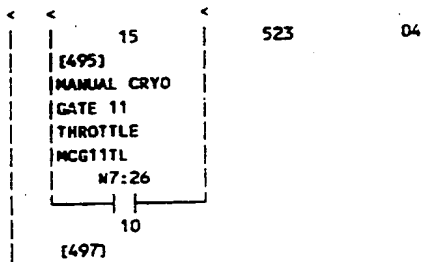 15 523 04
[495]
MANUAL CRYO
GATE 11
THROTTLE
MCG11TL
N7:26
10
[497]